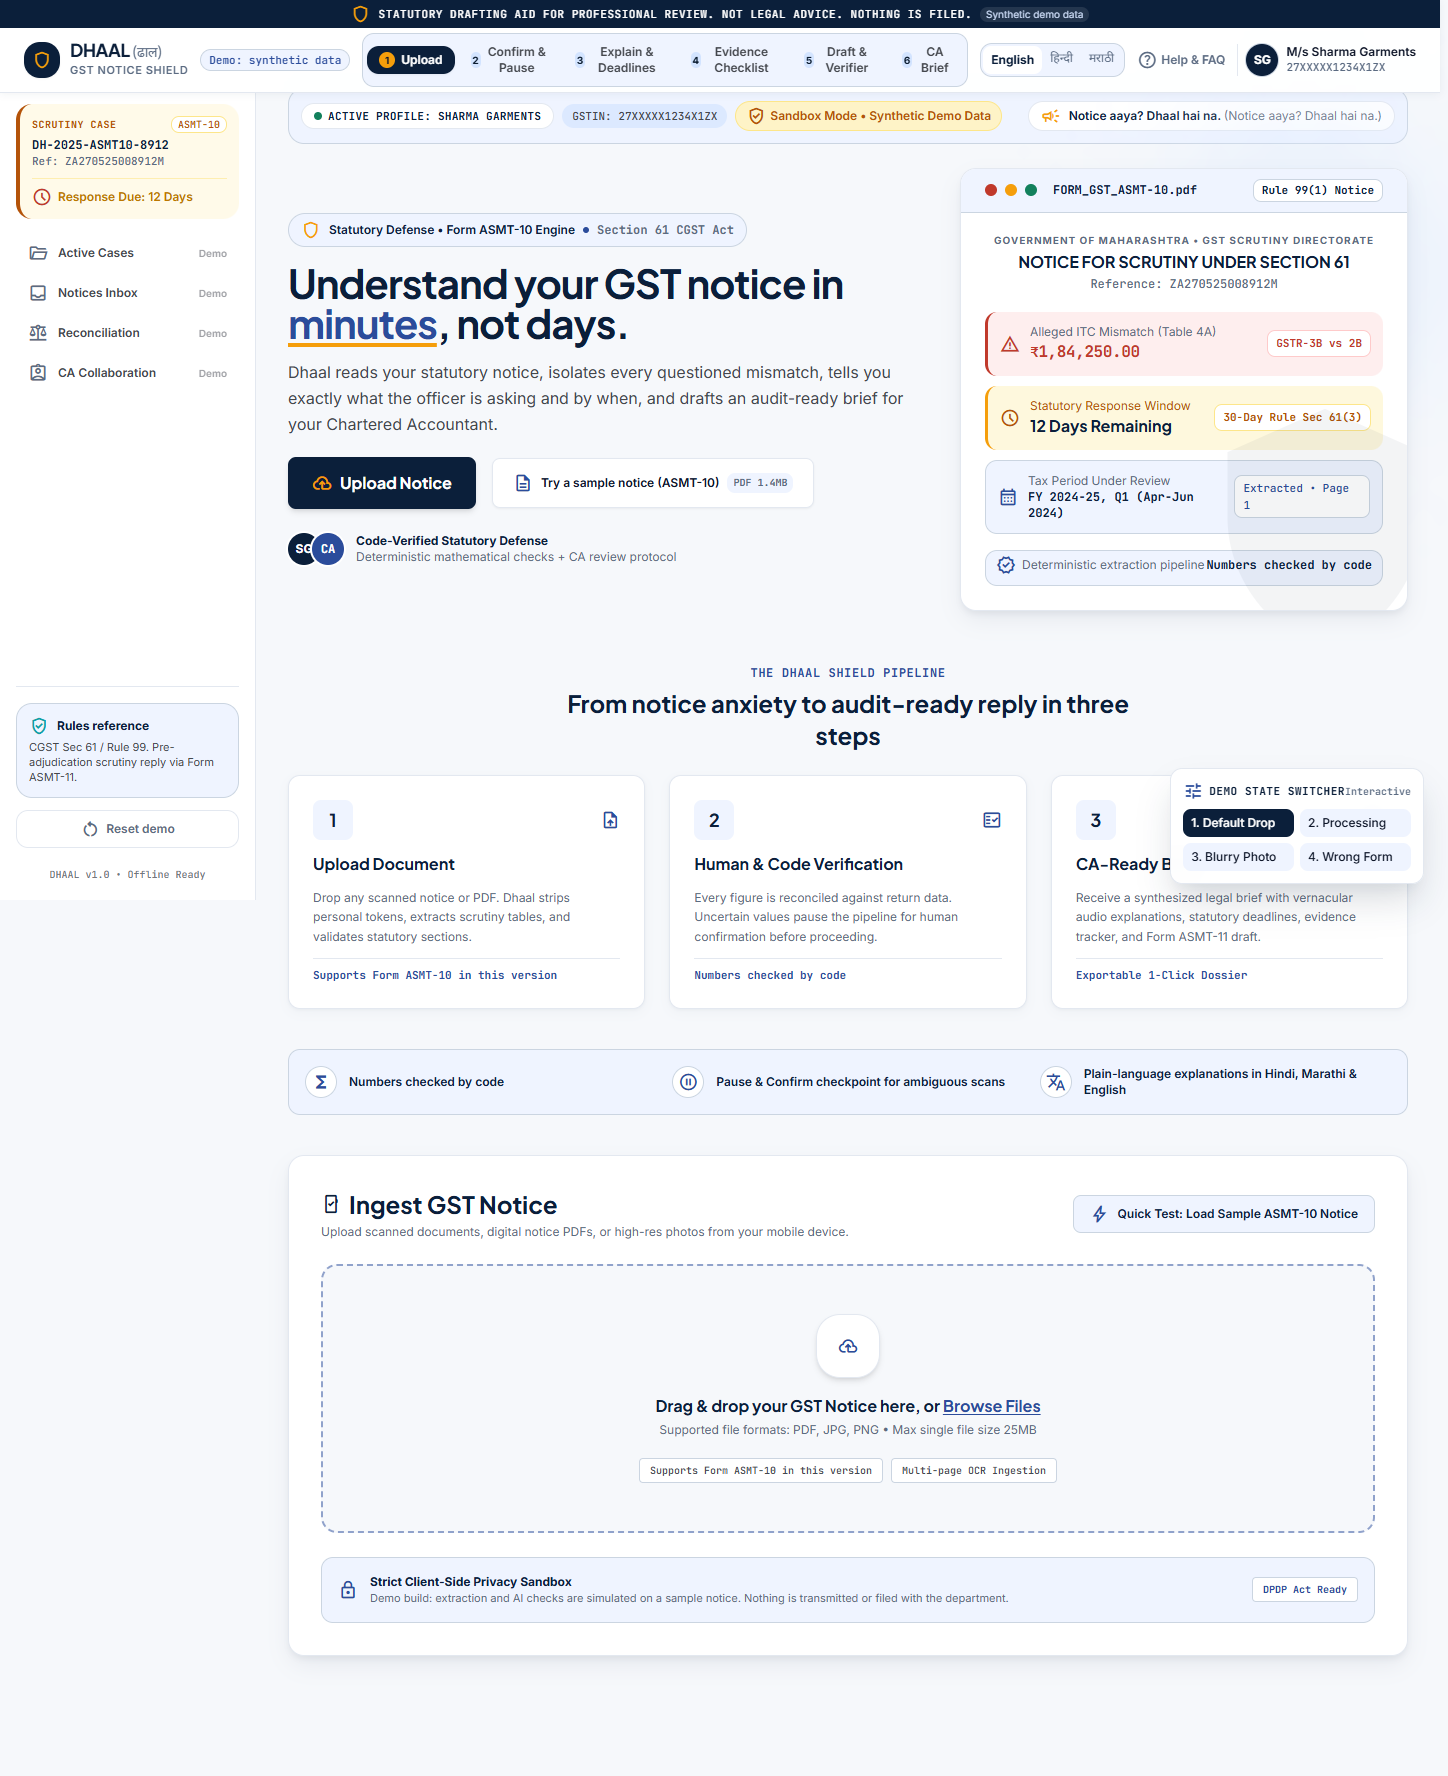 STATUTORY DRAFTING AID FOR PROFESSIONAL REVIEW. NOT LEGAL ADVICE. NOTHING IS FILED. Synthetic demo data
DHAAL (ढाल)
GST NOTICE SHIELD
Demo: synthetic data
1 Upload
2 Confirm &
Pause
3 Explain &
Deadlines
4 Evidence
Checklist
5 Draft &
Verifier
6 CA
Brief
English हिन्दी मराठी
Help & FAQ
SG
M/s Sharma Garments
27XXXXX1234X1ZX
SCRUTINY CASE ASMT-10
DH-2025-ASMT10-8912
Ref: ZA270525008912M
Response Due: 12 Days
Active Cases Demo
Notices Inbox Demo
Reconciliation Demo
CA Collaboration Demo
Rules reference
CGST Sec 61 / Rule 99. Pre-
adjudication scrutiny reply via Form
ASMT-11.
Reset demo
DHAAL v1.0 • Offline Ready
ACTIVE PROFILE: SHARMA GARMENTS
GSTIN: 27XXXXX1234X1ZX
Sandbox Mode • Synthetic Demo Data
Notice aaya? Dhaal hai na. (Notice aaya? Dhaal hai na.)
Statutory Defense • Form ASMT-10 Engine • Section 61 CGST Act
Understand your GST notice in
minutes, not days.
Dhaal reads your statutory notice, isolates every questioned mismatch, tells you
exactly what the officer is asking and by when, and drafts an audit-ready brief for
your Chartered Accountant.
Upload Notice
Try a sample notice (ASMT-10) PDF 1.4MB
SG CA
Code-Verified Statutory Defense
Deterministic mathematical checks + CA review protocol
FORM_GST_ASMT-10.pdf
Rule 99(1) Notice
GOVERNMENT OF MAHARASHTRA • GST SCRUTINY DIRECTORATE
NOTICE FOR SCRUTINY UNDER SECTION 61
Reference: ZA270525008912M
Alleged ITC Mismatch (Table 4A)
₹1,84,250.00
GSTR-3B vs 2B
Statutory Response Window
12 Days Remaining
30-Day Rule Sec 61(3)
Tax Period Under Review
FY 2024-25, Q1 (Apr-Jun
2024)
Extracted • Page
1
Deterministic extraction pipeline Numbers checked by code
THE DHAAL SHIELD PIPELINE
From notice anxiety to audit-ready reply in three
steps
1
Upload Document
Drop any scanned notice or PDF. Dhaal strips
personal tokens, extracts scrutiny tables, and
validates statutory sections.
Supports Form ASMT-10 in this version
2
Human & Code Verification
Every figure is reconciled against return data.
Uncertain values pause the pipeline for human
confirmation before proceeding.
Numbers checked by code
3
CA-Ready B
Receive a synthesized legal brief with vernacular
audio explanations, statutory deadlines, evidence
tracker, and Form ASMT-11 draft.
Exportable 1-Click Dossier
DEMO STATE SWITCHER Interactive
1. Default Drop
2. Processing
3. Blurry Photo
4. Wrong Form
Numbers checked by code
Pause & Confirm checkpoint for ambiguous scans
Plain-language explanations in Hindi, Marathi &
English
Ingest GST Notice
Upload scanned documents, digital notice PDFs, or high-res photos from your mobile device.
Quick Test: Load Sample ASMT-10 Notice
Drag & drop your GST Notice here, or Browse Files
Supported file formats: PDF, JPG, PNG • Max single file size 25MB
Supports Form ASMT-10 in this version
Multi-page OCR Ingestion
Strict Client-Side Privacy Sandbox
Demo build: extraction and AI checks are simulated on a sample notice. Nothing is transmitted or filed with the department.
DPDP Act Ready